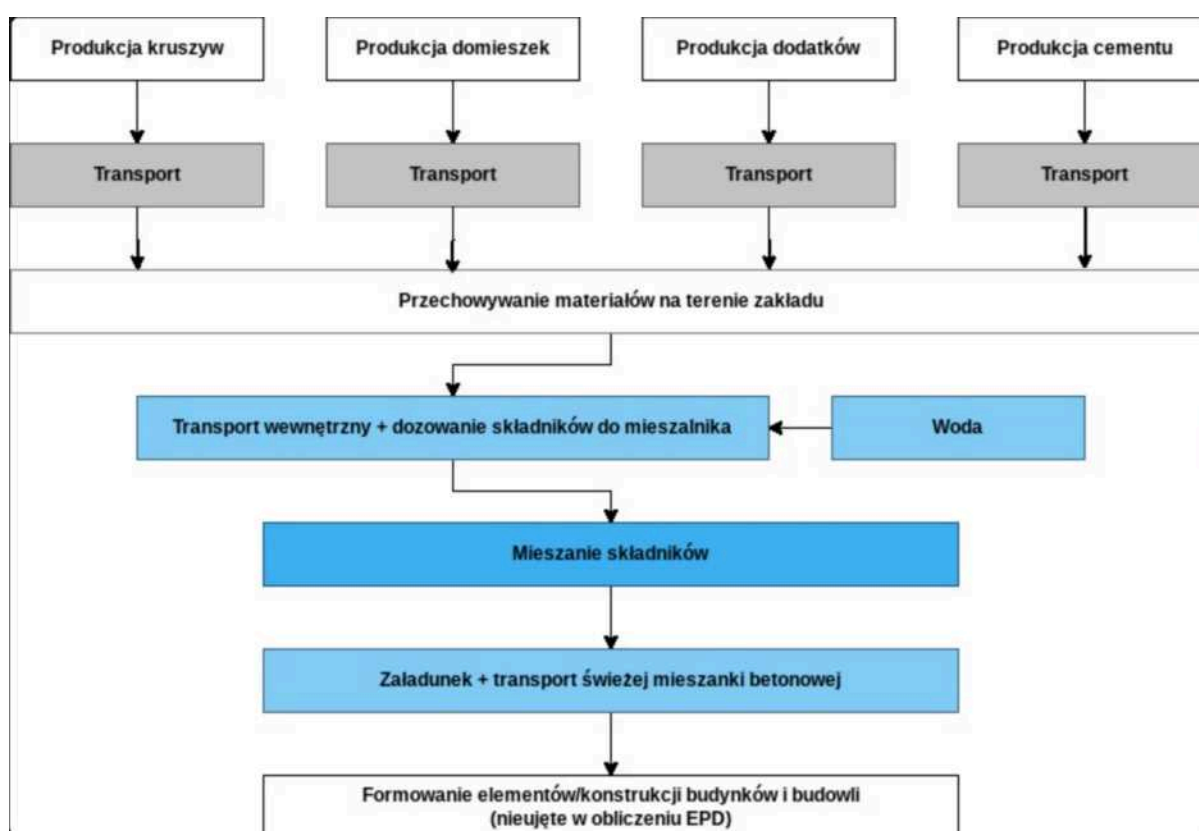 Produkcja kruszyw
Produkcja domieszek
Produkcja dodatków
Produkcja cementu
Transport
Transport
Transport
Transport
Przechowywanie materiałów na terenie zakładu
Transport wewnętrzny + dozowanie składników do mieszalnika
Woda
Mieszanie składników
Załadunek + transport świeżej mieszanki betonowej
Formowanie elementów/konstrukcji budynków i budowli
(nieujęte w obliczeniu EPD)